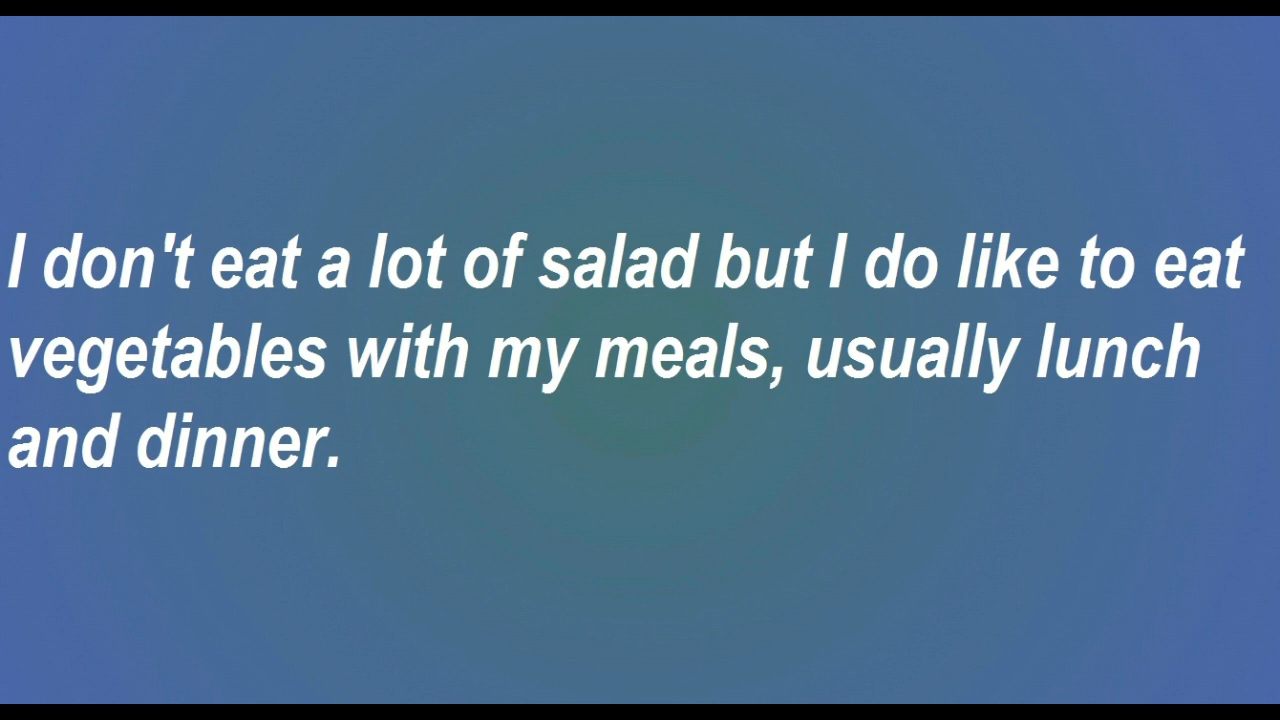 I don't eat a lot of salad but I do like to eat
vegetables with my meals, usually lunch
and dinner.